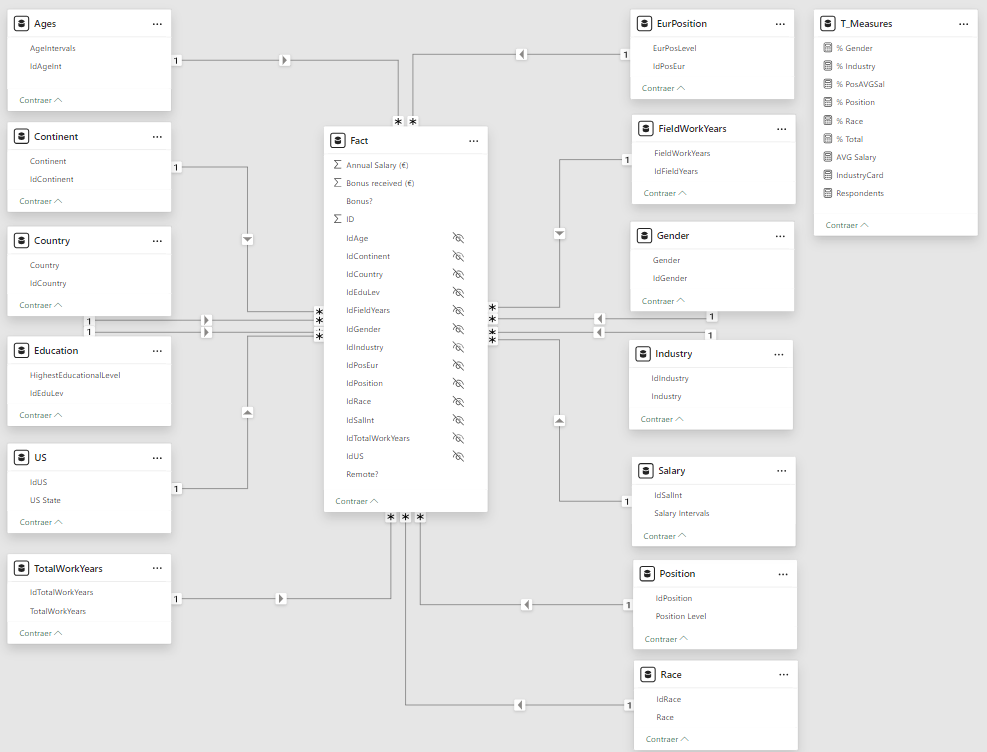 Ages
AgeIntervals
IdAgeInt
Contraer
Continent
Continent
IdContinent
Contraer
Country
Country
IdCountry
Contraer
Education
HighestEducationalLevel
IdEduLev
Contraer
US
IdUS
US State
Contraer
TotalWorkYears
IdTotalWorkYears
TotalWorkYears
Contraer
Fact
Annual Salary (€)
Bonus received (€)
Bonus?
ID
IdAge
IdContinent
IdCountry
IdEduLev
IdFieldYears
IdGender
IdIndustry
IdPosEur
IdPosition
IdRace
IdSalInt
IdTotalWorkYears
IdUS
Remote?
Contraer
EurPosition
EurPosLevel
IdPosEur
Contraer
FieldWorkYears
FieldWorkYears
IdFieldYears
Contraer
Gender
Gender
IdGender
Contraer
Industry
IdIndustry
Industry
Contraer
Salary
IdSalInt
Salary Intervals
Contraer
Position
IdPosition
Position Level
Contraer
Race
IdRace
Race
Contraer
T_Measures
% Gender
% Industry
% PosAVGSal
% Position
% Race
% Total
AVG Salary
IndustryCard
Respondents
Contraer
1
1
1
1
1
1
1
1
1
1
1
1
1